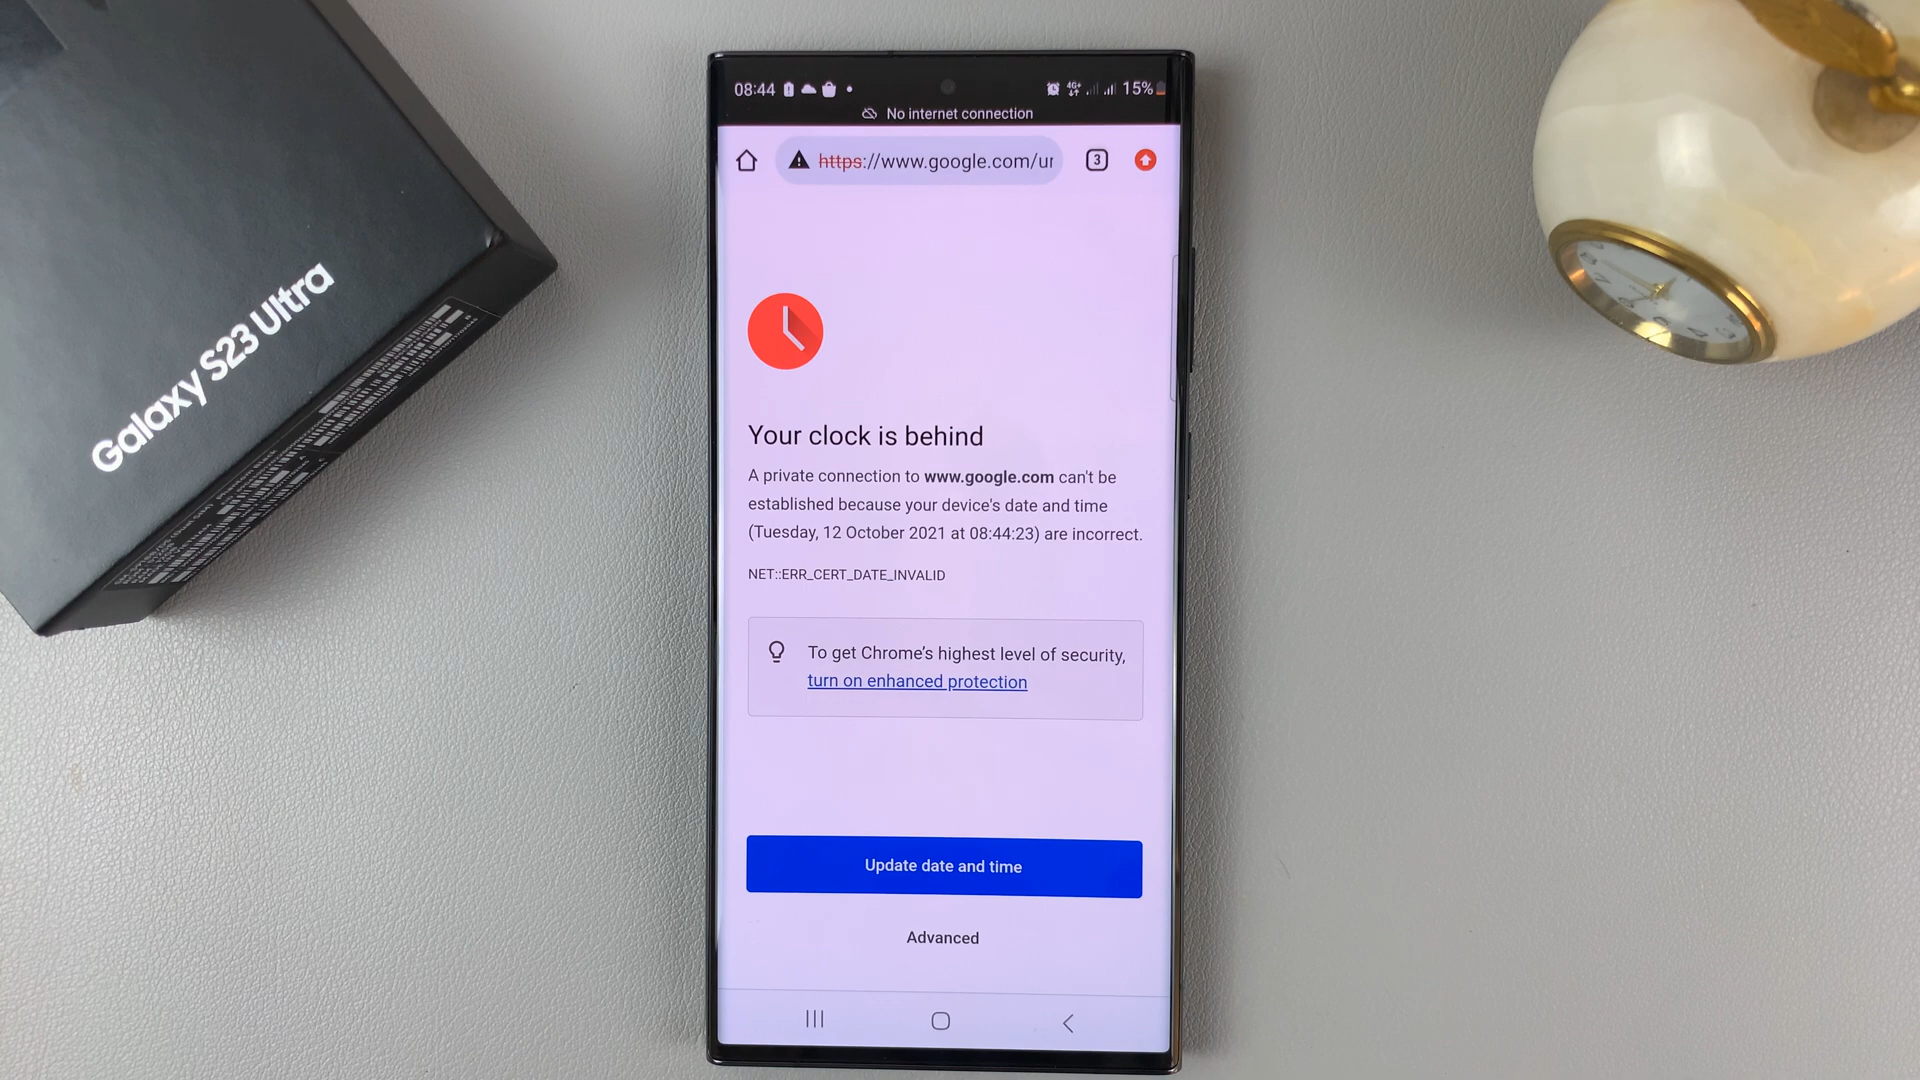 Galaxy S23 Ultra
08:44
4G+
15%
No internet connection
https://www.google.com/ur
3
Your clock is behind
A private connection to www.google.com can't be
established because your device's date and time
(Tuesday, 12 October 2021 at 08:44:23) are incorrect.
NET::ERR_CERT_DATE_INVALID
To get Chrome’s highest level of security,
turn on enhanced protection
Update date and time
Advanced